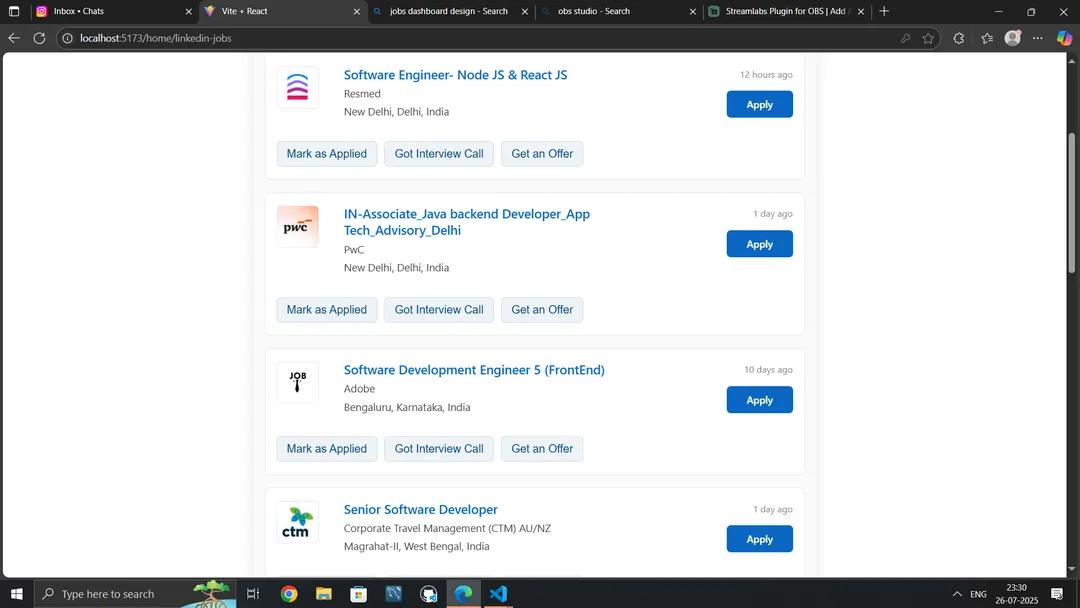 Inbox • Chats
Vite + React
jobs dashboard design - Search
obs studio - Search
Streamlabs Plugin for OBS | Add
localhost:5173/home/linkedin-jobs
Software Engineer- Node JS & React JS
12 hours ago
Resmed
Apply
New Delhi, Delhi, India
Mark as Applied
Got Interview Call
Get an Offer
pwc
IN-Associate_Java backend Developer_App
Tech_Advisory_Delhi
1 day ago
PwC
Apply
New Delhi, Delhi, India
Mark as Applied
Got Interview Call
Get an Offer
JOB
Software Development Engineer 5 (FrontEnd)
10 days ago
Adobe
Apply
Bengaluru, Karnataka, India
Mark as Applied
Got Interview Call
Get an Offer
ctm
Senior Software Developer
1 day ago
Corporate Travel Management (CTM) AU/NZ
Apply
Magrahat-II, West Bengal, India
Type here to search
ENG
23:30
26-07-2025